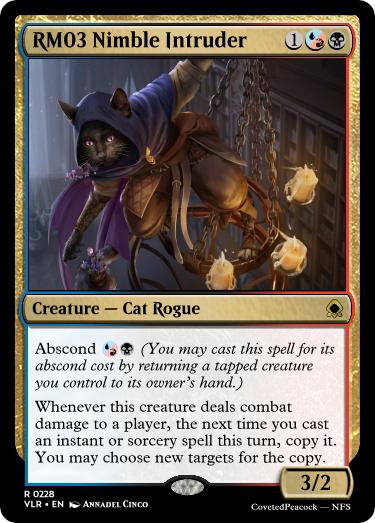 RM03 Nimble Intruder 1
Creature — Cat Rogue
Abscond (You may cast this spell for its
abscond cost by returning a tapped creature
you control to its owner's hand.)
Whenever this creature deals combat
damage to a player, the next time you cast
an instant or sorcery spell this turn, copy it.
You may choose new targets for the copy.
3/2
R 0228
VLR • EN Annadel Cinco
CovetedPeacock — NFS